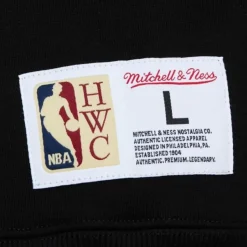 NBA
H
W
C
Mitchell & Ness
L
MITCHELL & NESS NOSTALGIA CO.
AUTHENTIC LICENSED APPAREL
DESIGNED IN PHILADELPHIA, PA.
ESTABLISHED 1904
AUTHENTIC. PREMIUM. LEGENDARY.